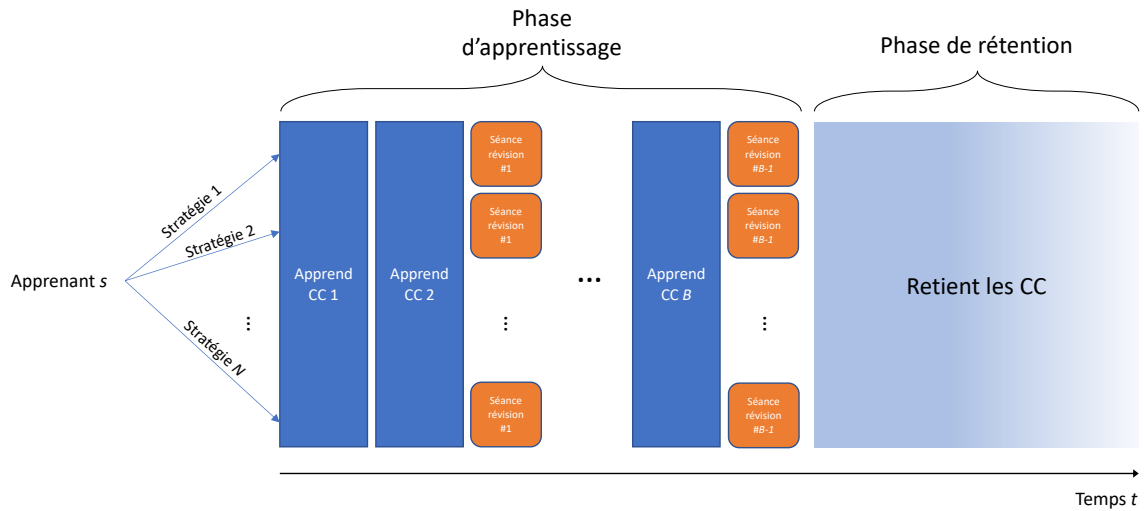 Phase
d'apprentissage
Phase de rétention
Apprenant s
Stratégie 1
Stratégie 2
⋮
Stratégie N
Apprend
CC 1
Apprend
CC 2
Séance
révision
#1
Séance
révision
#1
⋮
Séance
révision
#1
...
Apprend
CC B
Séance
révision
#B-1
Séance
révision
#B-1
⋮
Séance
révision
#B-1
Retient les CC
Temps t